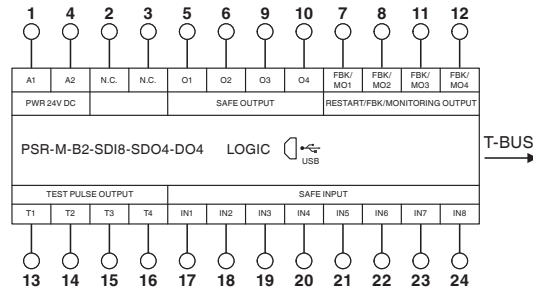 1 4 2 3 5 6 9 10 7 8 11 12
A1 A2 N.C. N.C. O1 O2 O3 O4 FBK/MO1 FBK/MO2 FBK/MO3 FBK/MO4
PWR 24V DC SAFE OUTPUT RESTART/FBK/MONITORING OUTPUT
T-BUS
PSR-M-B2-SDI8-SDO4-DO4 LOGIC USB
TEST PULSE OUTPUT SAFE INPUT
T1 T2 T3 T4 IN1 IN2 IN3 IN4 IN5 IN6 IN7 IN8
13 14 15 16 17 18 19 20 21 22 23 24